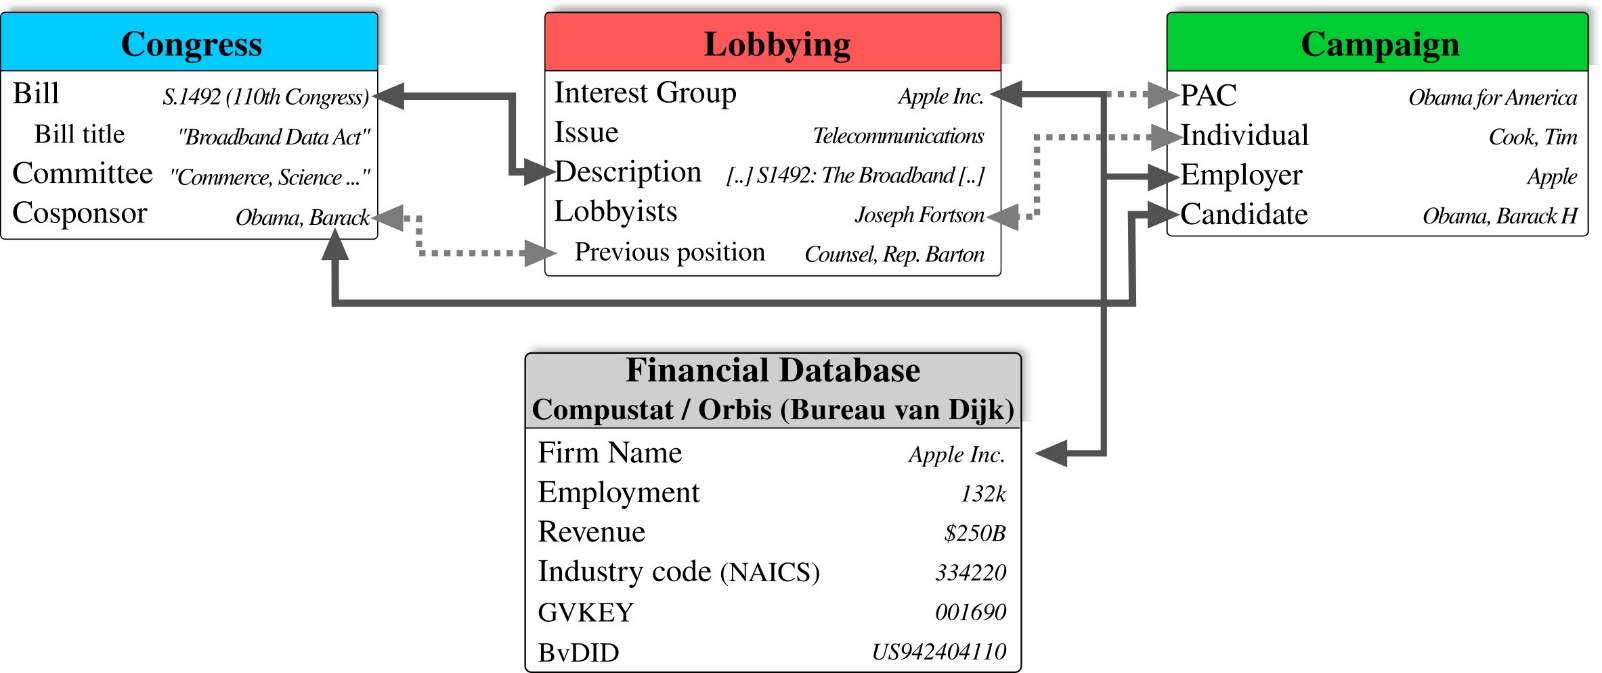 Congress
Bill S.1492 (110th Congress)
Bill title "Broadband Data Act"
Committee "Commerce, Science ..."
Cosponsor Obama, Barack
Lobbying
Interest Group Apple Inc.
Issue Telecommunications
Description [..] S1492: The Broadband [..]
Lobbyists Joseph Fortson
Previous position Counsel, Rep. Barton
Campaign
PAC Obama for America
Individual Cook, Tim
Employer Apple
Candidate Obama, Barack H
Financial Database
Compustat / Orbis (Bureau van Dijk)
Firm Name Apple Inc.
Employment 132k
Revenue $250B
Industry code (NAICS) 334220
GVKEY 001690
BvDID US942404110